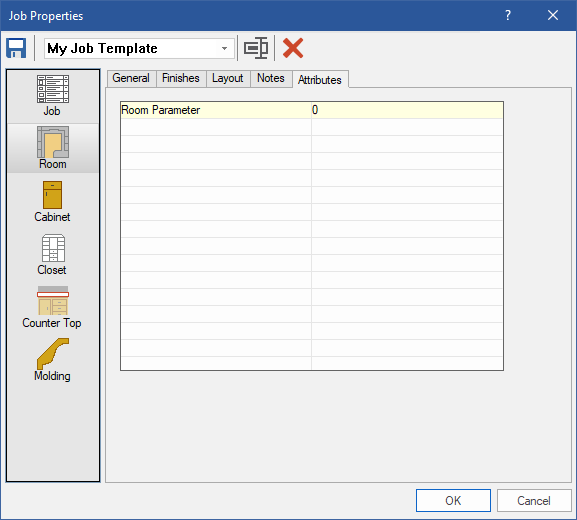 Job Properties
?
My Job Template
Job
Room
Cabinet
Closet
Counter Top
Molding
General Finishes Layout Notes Attributes
Room Parameter 0
OK Cancel